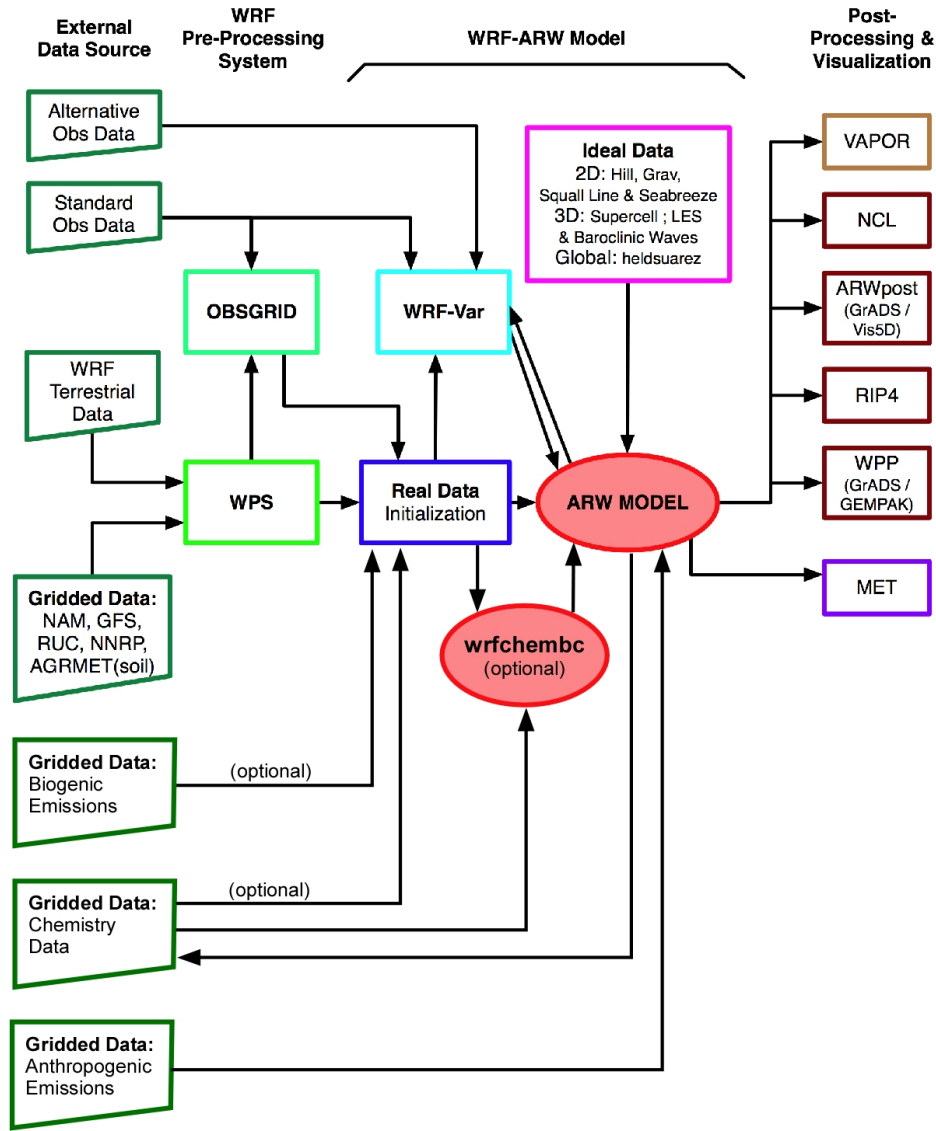 External
Data Source
WRF
Pre-Processing
System
WRF-ARW Model
Post-
Processing &
Visualization
Alternative
Obs Data
Standard
Obs Data
OBSGRID
WRF-Var
Ideal Data
2D: Hill, Grav,
Squall Line & Seabreeze
3D: Supercell ; LES
& Baroclinic Waves
Global: heldsuarez
VAPOR
NCL
ARWpost
(GrADS /
Vis5D)
RIP4
WPP
(GrADS /
GEMPAK)
MET
WRF
Terrestrial
Data
WPS
Real Data
Initialization
ARW MODEL
wrfchembc
(optional)
Gridded Data:
NAM, GFS,
RUC, NNRP,
AGRMET(soil)
Gridded Data:
Biogenic
Emissions
(optional)
Gridded Data:
Chemistry
Data
(optional)
Gridded Data:
Anthropogenic
Emissions